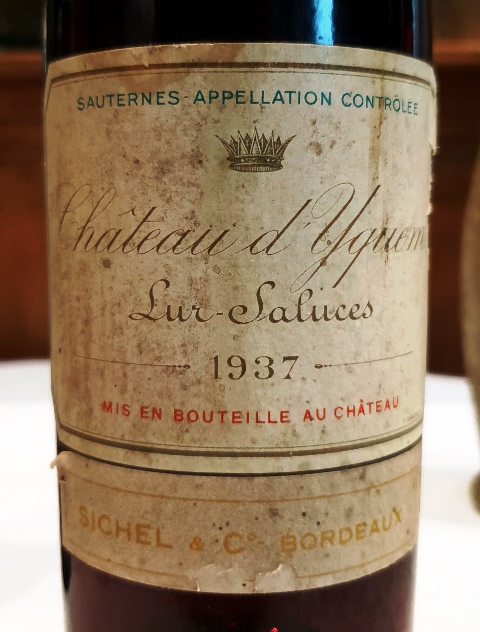 SAUTERNES-APPELLATION CONTRÔLÉE
Château d'Yquem
Lur-Saluces
1937
MIS EN BOUTEILLE AU CHÂTEAU
SICHEL & Cº BORDEAUX